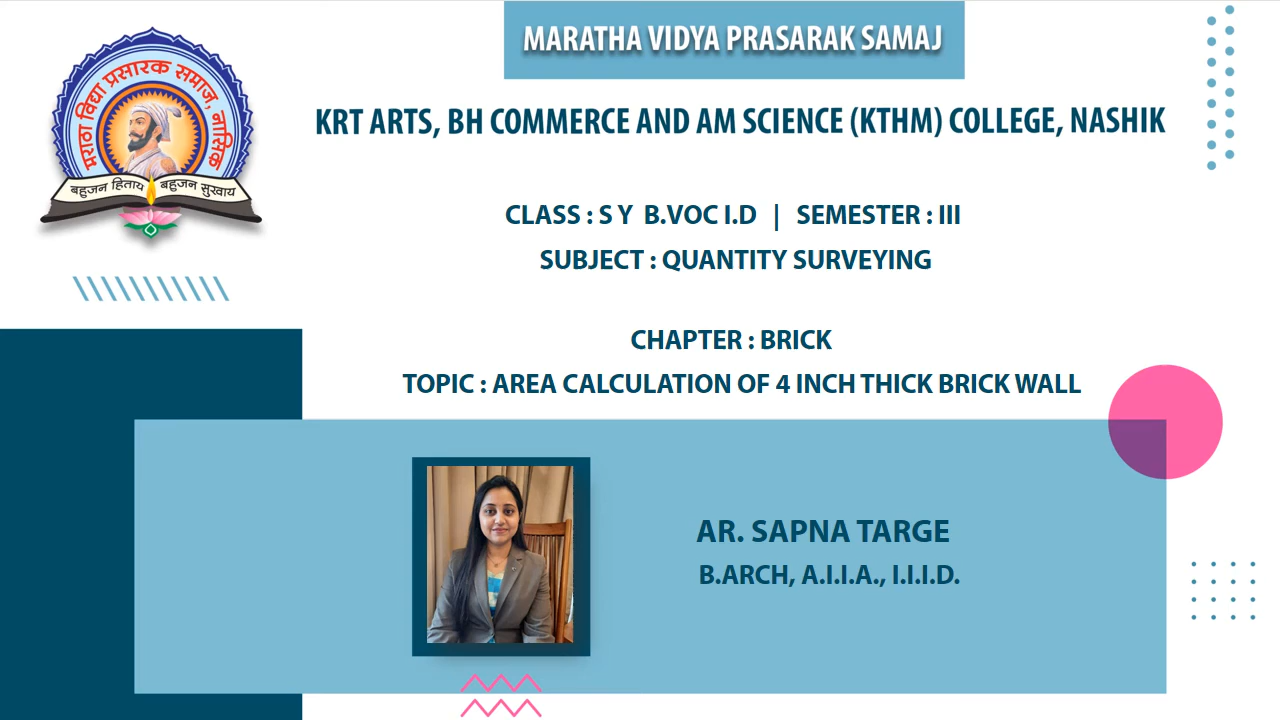 MARATHA VIDYA PRASARAK SAMAJ
मराठा विद्या प्रसारक समाज, नाशिक
बहुजन हिताय बहुजन सुखाय
KRT ARTS, BH COMMERCE AND AM SCIENCE (KTHM) COLLEGE, NASHIK
CLASS : S Y B.VOC I.D | SEMESTER : III
SUBJECT : QUANTITY SURVEYING
CHAPTER : BRICK
TOPIC : AREA CALCULATION OF 4 INCH THICK BRICK WALL
AR. SAPNA TARGE
B.ARCH, A.I.I.A., I.I.I.D.